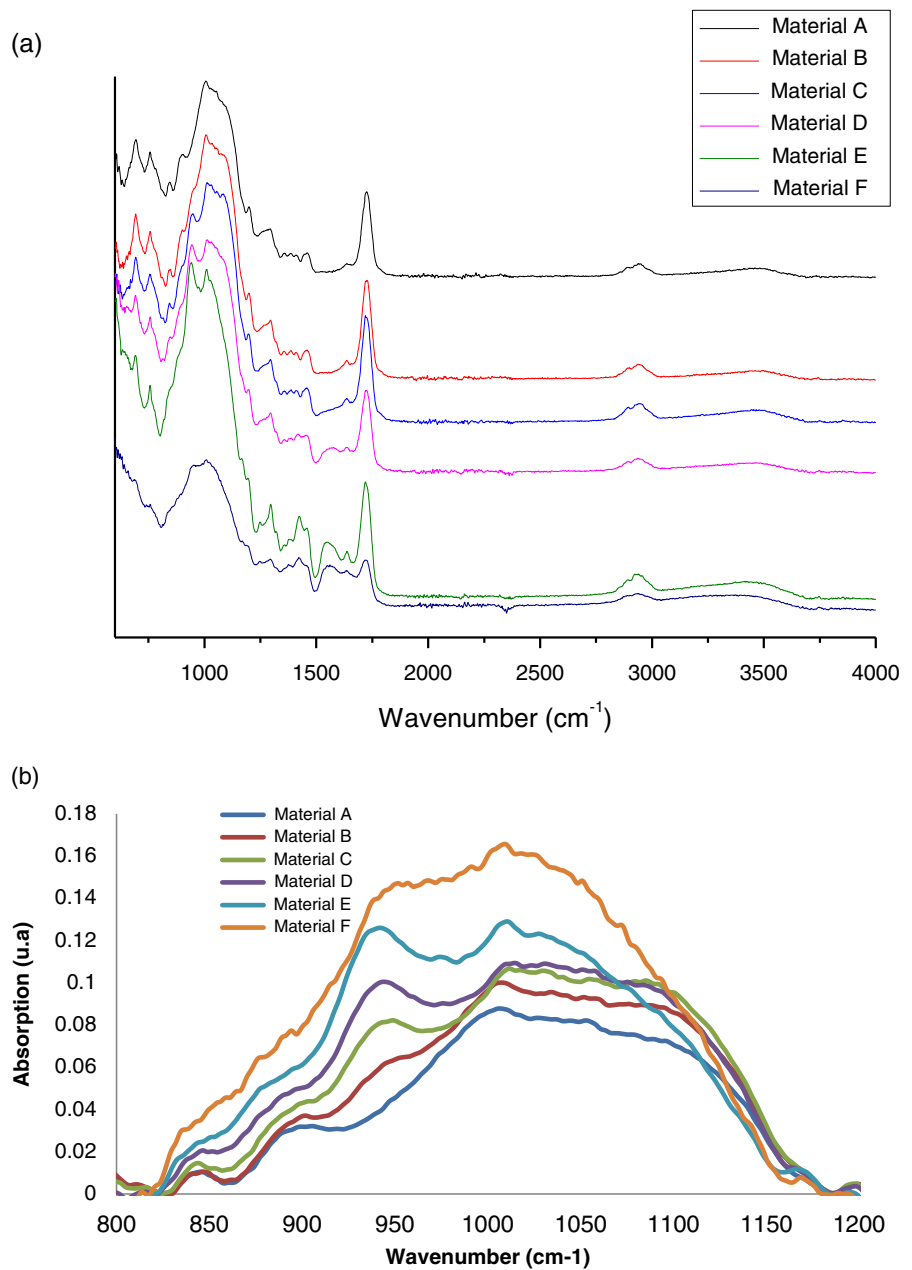 (a)
Material A
Material B
Material C
Material D
Material E
Material F
1000 1500 2000 2500 3000 3500 4000
Wavenumber (cm-1)
(b)
0.18
0.16
0.14
0.12
0.1
0.08
0.06
0.04
0.02
0
Absorption (u.a)
Material A
Material B
Material C
Material D
Material E
Material F
800 850 900 950 1000 1050 1100 1150 1200
Wavenumber (cm-1)